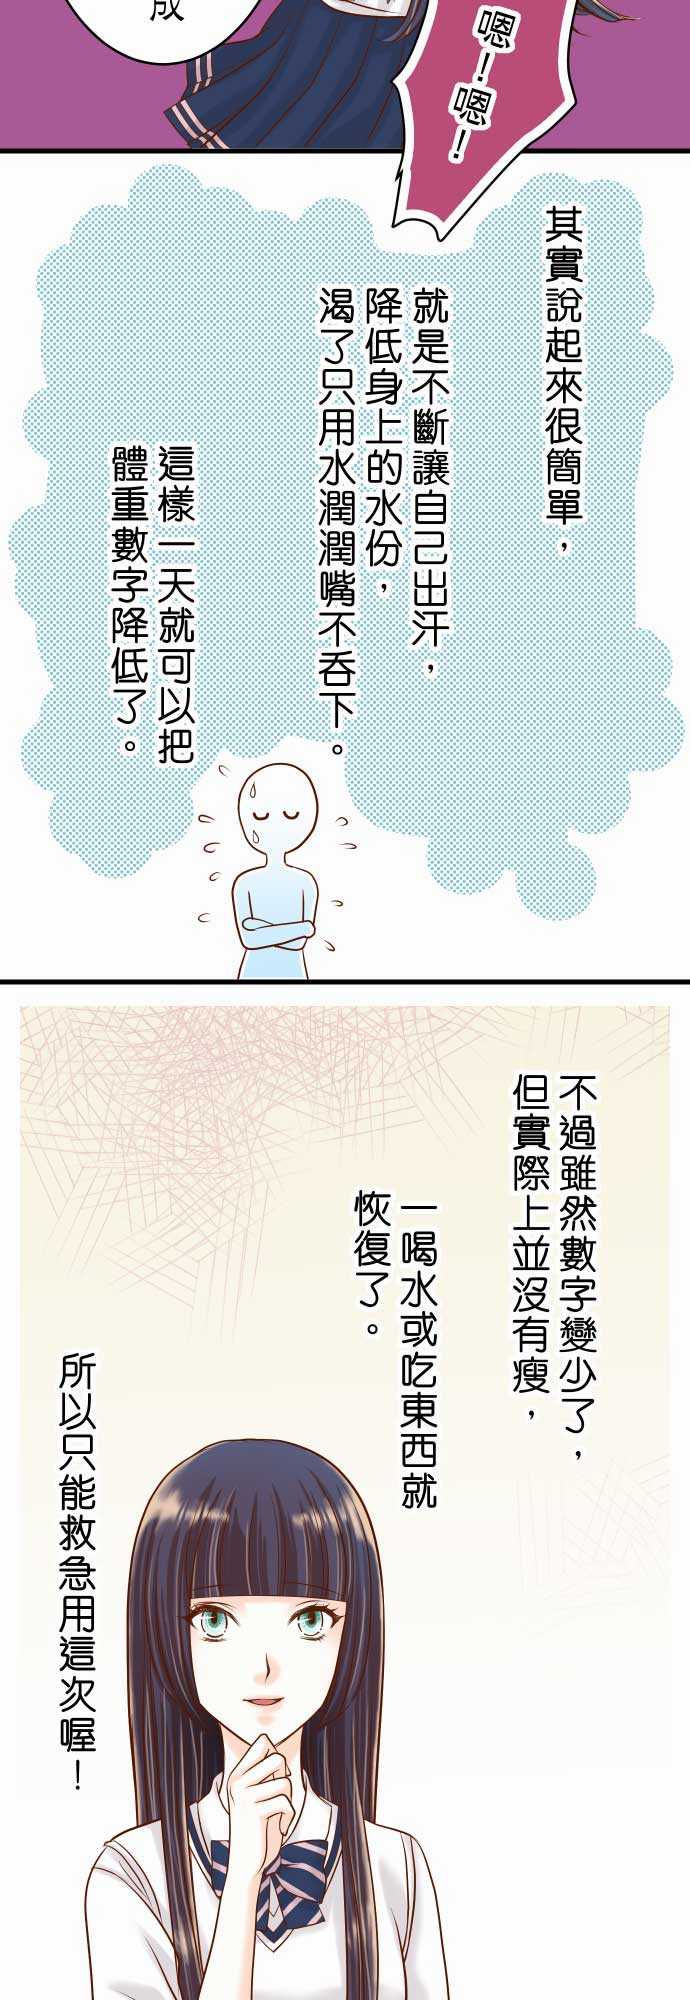 嗯！嗯！
成
其實說起來很簡單，
就是不斷讓自己出汗，
降低身上的水份，
渴了只用水潤潤嘴不吞下。
這樣一天就可以把
體重數字降低了。
不過雖然數字變少了，
但實際上並沒有瘦，
一喝水或吃東西就
恢復了。
所以只能救急用這次喔！